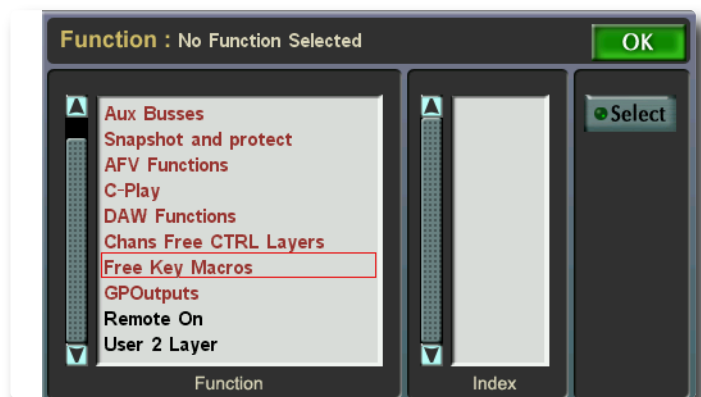 Function : No Function Selected
OK
Aux Busses
Snapshot and protect
AFV Functions
C-Play
DAW Functions
Chans Free CTRL Layers
Free Key Macros
GPOutputs
Remote On
User 2 Layer
Function
Index
Select